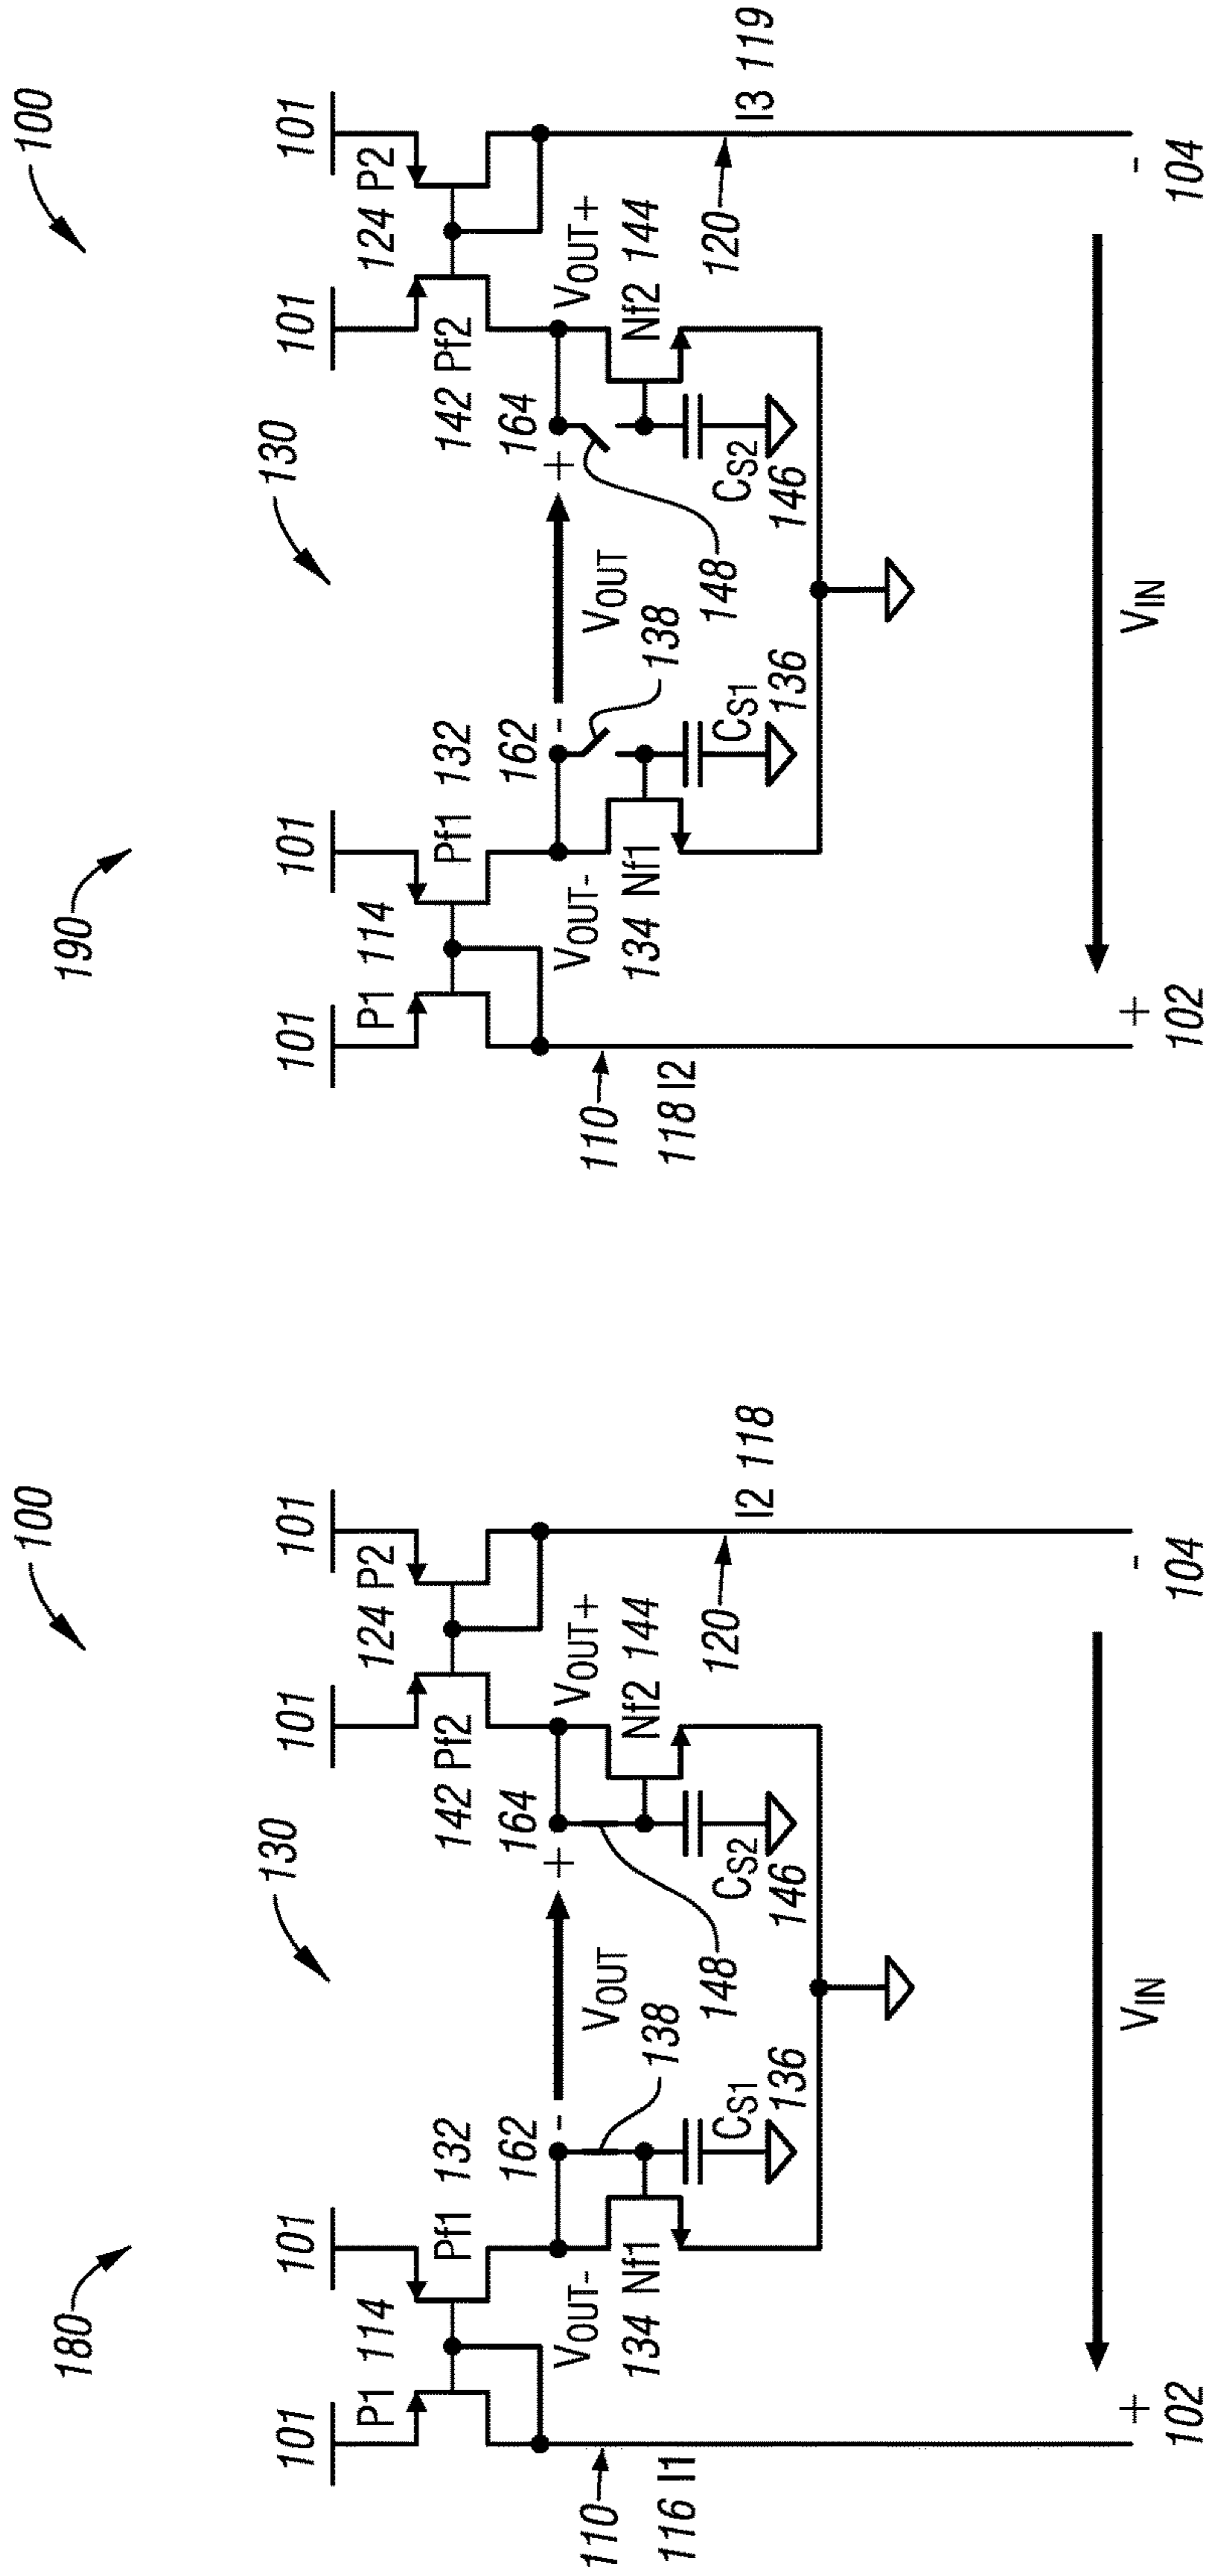 100
190
130
101
101
101
101
P1 114
124 P2
Pf1 132
142 Pf2
162 -
+ 164
VOUT-
VOUT
VOUT+
134 Nf1
Nf2 144
138
148
110
120
118 I2
I3 119
CS1
136
CS2
146
VIN
+
102
-
104
100
180
130
101
101
101
101
P1 114
124 P2
Pf1 132
142 Pf2
162 -
+ 164
VOUT-
VOUT
VOUT+
134 Nf1
Nf2 144
138
148
110
120
116 I1
I2 118
CS1
136
CS2
146
VIN
+
102
-
104